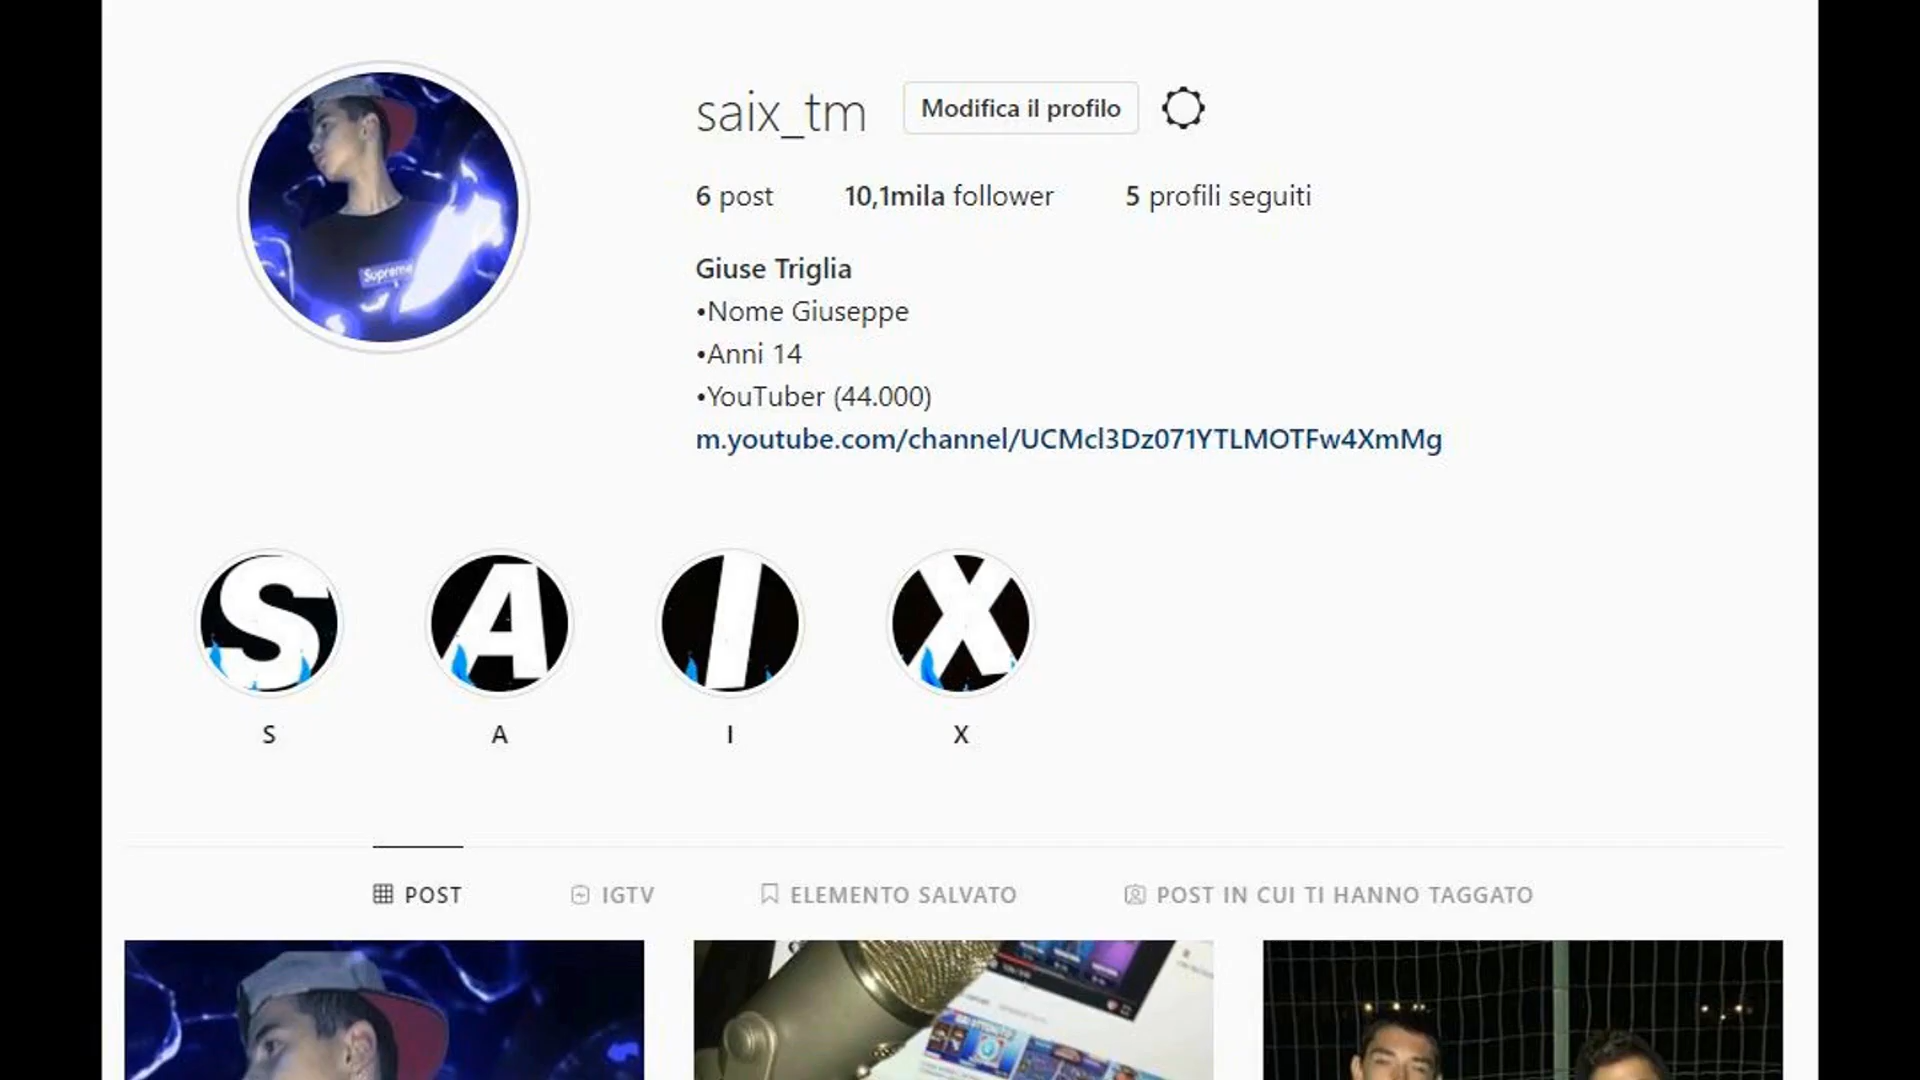 saix_tm Modifica il profilo
6 post 10,1mila follower 5 profili seguiti
Giuse Triglia
•Nome Giuseppe
•Anni 14
•YouTuber (44.000)
m.youtube.com/channel/UCMcl3Dz071YTLMOTFw4XmMg
Supreme
S A I X
S A I X
POST IGTV ELEMENTO SALVATO POST IN CUI TI HANNO TAGGATO